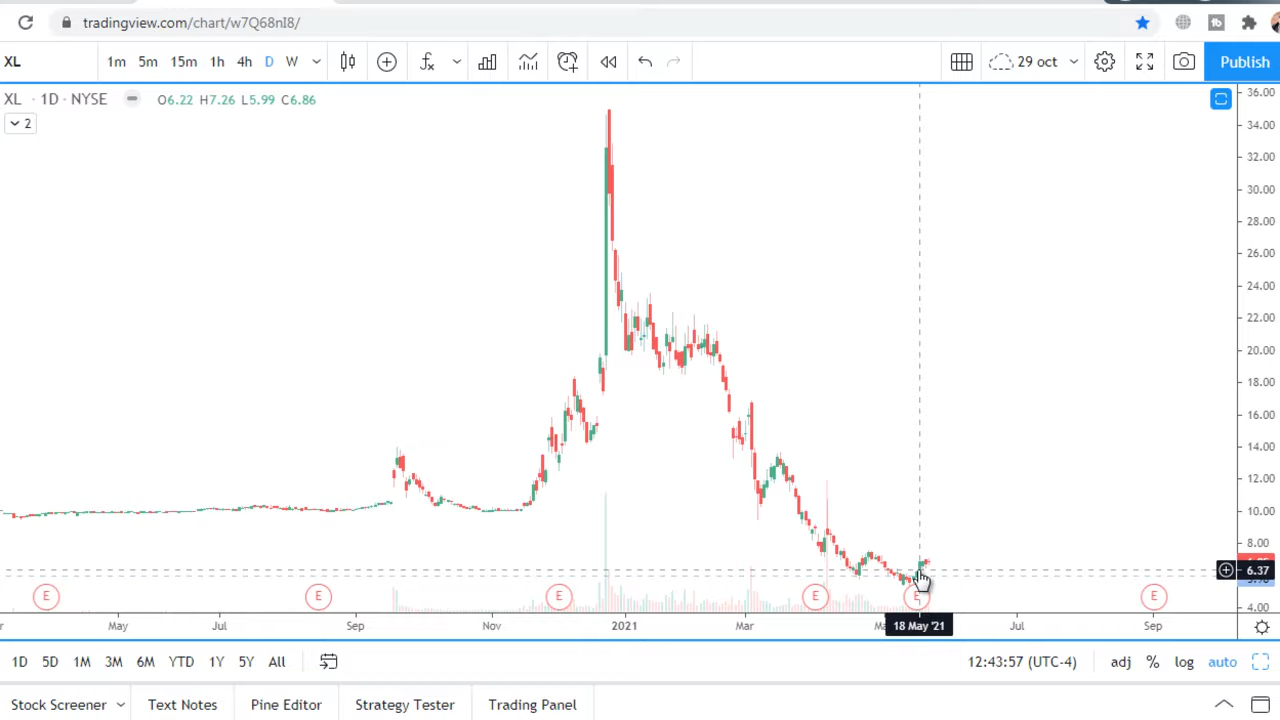 tradingview.com/chart/w7Q68nI8/
XL 1m 5m 15m 1h 4h D W 29 oct Publish
XL · 1D · NYSE O6.22 H7.26 L5.99 C6.86
2
36.00
34.00
32.00
30.00
28.00
26.00
24.00
22.00
20.00
18.00
16.00
14.00
12.00
10.00
8.00
6.37
4.00
E E E E E E
May Jul Sep Nov 2021 Mar 18 May '21 Jul Sep
1D 5D 1M 3M 6M YTD 1Y 5Y All 12:43:57 (UTC-4) adj % log auto
Stock Screener Text Notes Pine Editor Strategy Tester Trading Panel